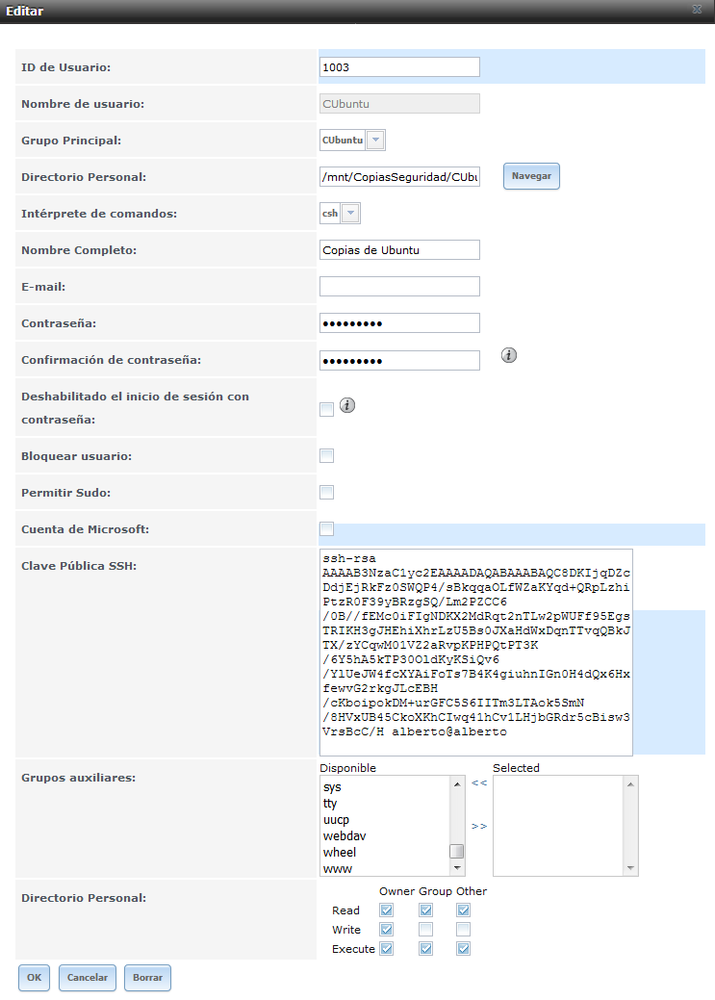 Editar
ID de Usuario: 1003
Nombre de usuario: CUbuntu
Grupo Principal: CUbuntu
Directorio Personal: /mnt/CopiasSeguridad/CUbu Navegar
Intérprete de comandos: csh
Nombre Completo: Copias de Ubuntu
E-mail:
Contraseña: •••••••••
Confirmación de contraseña: •••••••••
Deshabilitado el inicio de sesión con
contraseña:
Bloquear usuario:
Permitir Sudo:
Cuenta de Microsoft:
Clave Pública SSH:
ssh-rsa
AAAAB3NzaC1yc2EAAAADAQABAAABAQC8DKIjqDZc
DdjEjRkFz0SWQP4/sBkqqaOLfWZaKYqd+QRpLzhi
PtzR0F39yBRzgSQ/Lm2PZCC6
/0B//fEMc0iFIgNDKX2MdRqt2nTLw2pWUFf95Egs
TRIKH3gJHEhiXhrLzU5Bs0JXaHdWxDqnTTvqQBkJ
TX/zYCqwM01VZ2aRvpKPHPQtPT3K
/6Y5hA5kTP30OldKyKSiQv6
/YlUeJW4fcXYAiFoTs7B4K4giuhnIGn0H4dQx6Hx
fewvG2rkgJLcEBH
/cKboipokDM+urGFC5S6IITm3LTAok5SmN
/8HVxUB45CkoXKhCIwq41hCv1LHjbGRdr5cBisw3
VrsBcC/H alberto@alberto
Grupos auxiliares:
Disponible << Selected
sys
tty
uucp
>>
webdav
wheel
www
Directorio Personal:
Owner Group Other
Read
Write
Execute
OK Cancelar Borrar